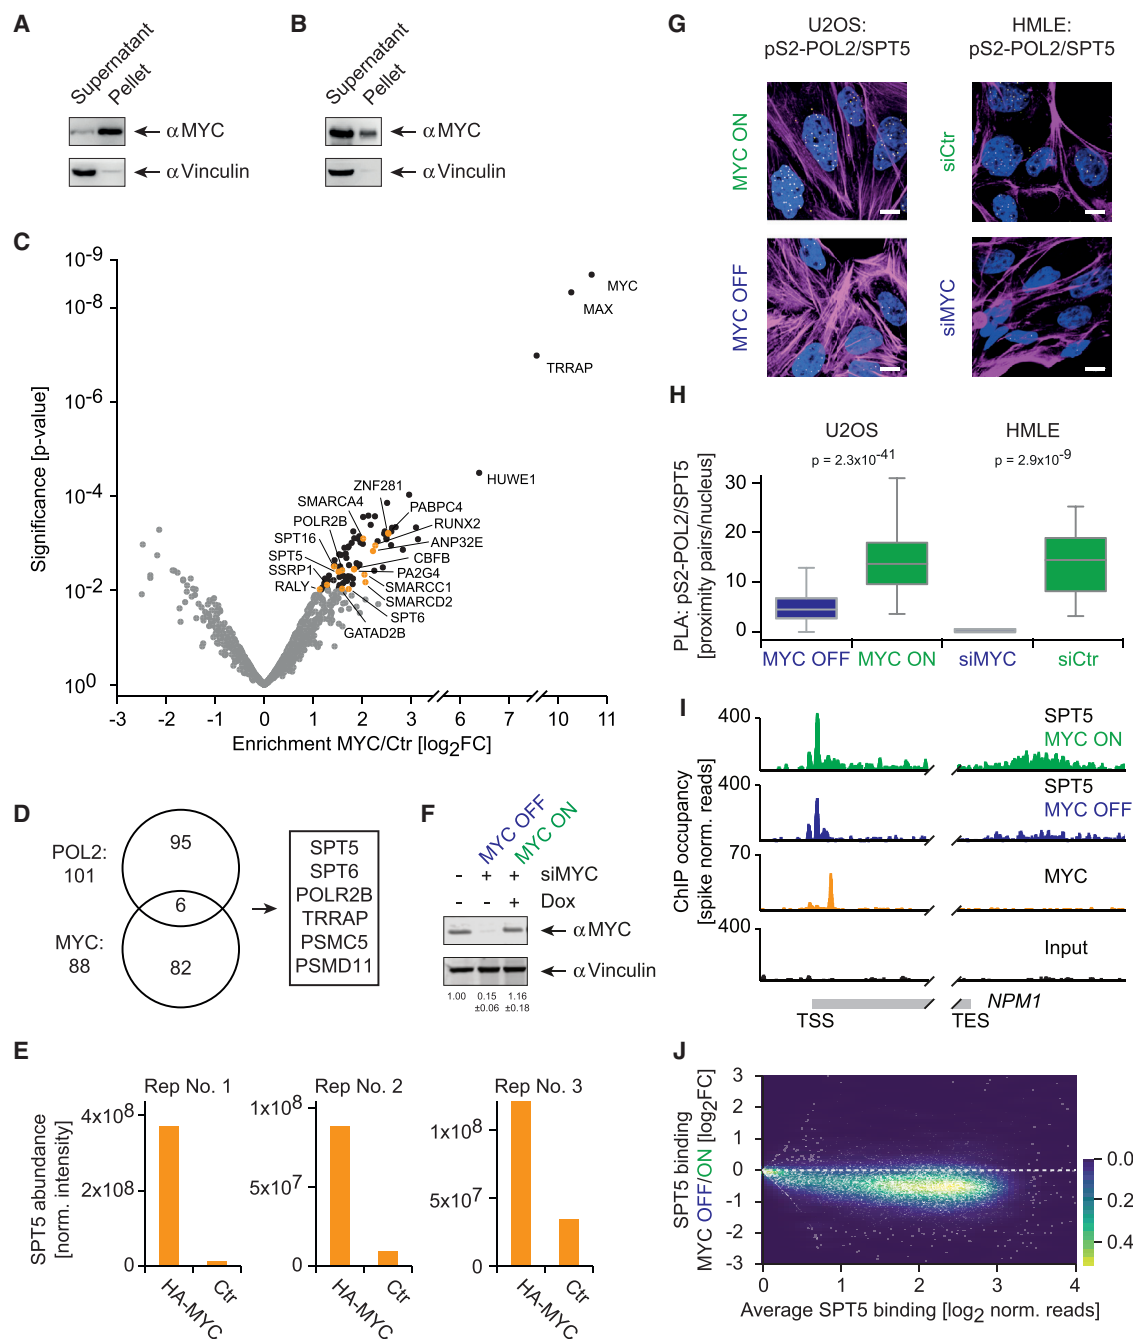 A
Supernatant
Pellet
αMYC
αVinculin
B
Supernatant
Pellet
αMYC
αVinculin
C
Significance [p-value]
10-9
10-8
10-6
10-4
10-2
100
MYC
MAX
TRRAP
HUWE1
ZNF281
SMARCA4
PABPC4
POLR2B
RUNX2
SPT16
ANP32E
SPT5
CBFB
SSRP1
PA2G4
RALY
SMARCC1
SMARCD2
SPT6
GATAD2B
-3 -2 -1 0 1 2 3 6 7 10 11
Enrichment MYC/Ctr [log2FC]
D
POL2:
101
MYC:
88
95
6
82
SPT5
SPT6
POLR2B
TRRAP
PSMC5
PSMD11
E
SPT5 abundance
[norm. intensity]
Rep No. 1
4x108
2x108
0
HA-MYC
Ctr
Rep No. 2
1x108
5x107
0
HA-MYC
Ctr
Rep No. 3
1x108
5x107
0
HA-MYC
Ctr
F
MYC OFF
MYC ON
- + + siMYC
- - + Dox
αMYC
αVinculin
1.00 0.15 1.16
±0.06 ±0.18
G
U2OS:
pS2-POL2/SPT5
HMLE:
pS2-POL2/SPT5
MYC ON
siCtr
MYC OFF
siMYC
H
PLA: pS2-POL2/SPT5
[proximity pairs/nucleus]
U2OS
p = 2.3x10-41
HMLE
p = 2.9x10-9
30
20
10
0
MYC OFF
MYC ON
siMYC
siCtr
I
ChIP occupancy
[spike norm. reads]
400
SPT5
MYC ON
400
SPT5
MYC OFF
70
MYC
400
Input
NPM1
TSS
TES
J
SPT5 binding
MYC OFF/ON [log2FC]
3
2
1
0
-1
-2
-3
0 1 2 3 4
Average SPT5 binding [log2 norm. reads]
0.0
0.2
0.4